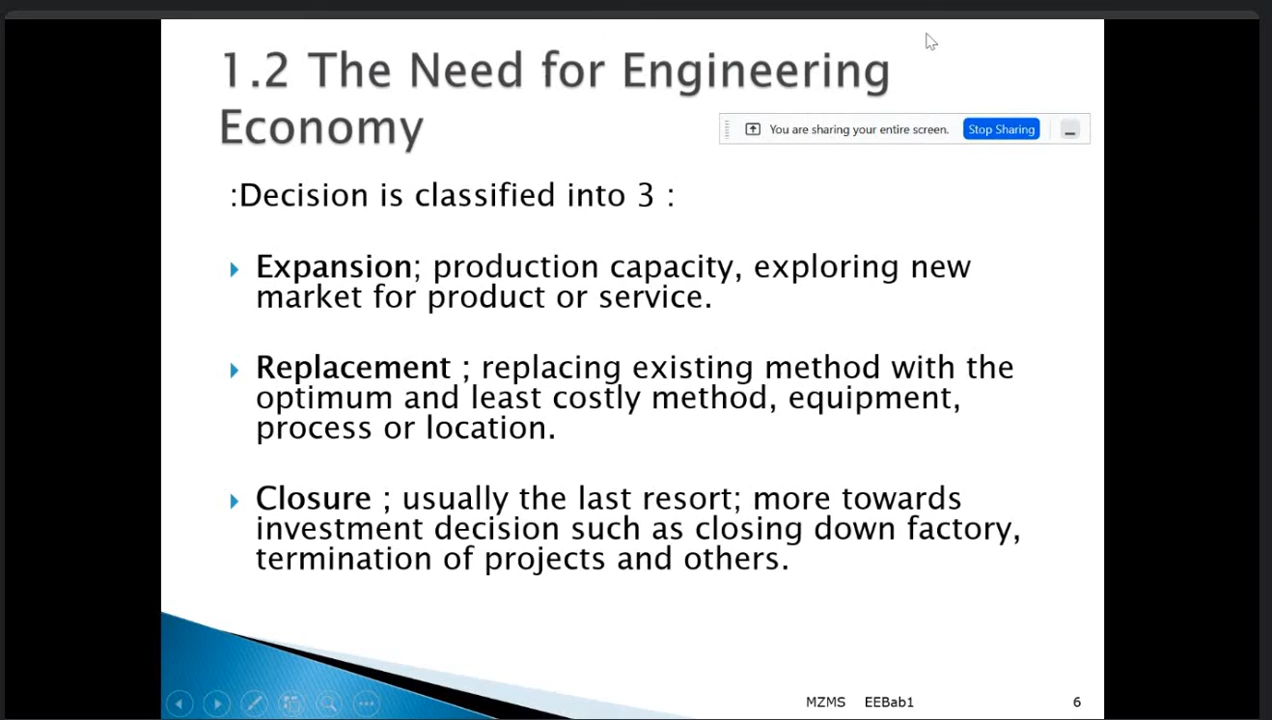 1.2 The Need for Engineering
Economy
You are sharing your entire screen. Stop Sharing
:Decision is classified into 3 :
Expansion; production capacity, exploring new
market for product or service.
Replacement ; replacing existing method with the
optimum and least costly method, equipment,
process or location.
Closure ; usually the last resort; more towards
investment decision such as closing down factory,
termination of projects and others.
MZMS EEBab1 6